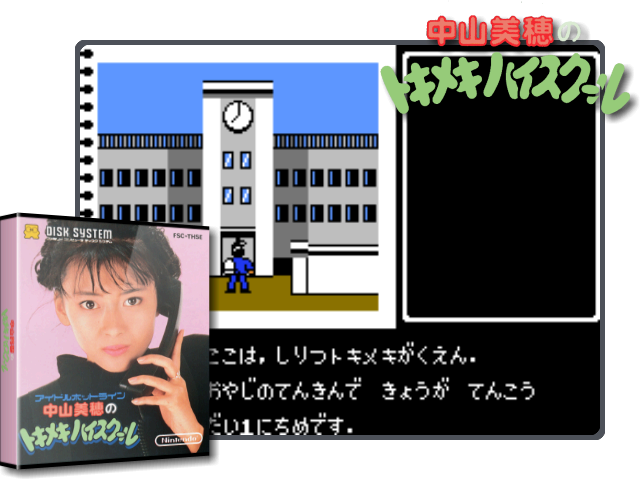 中山美穂の
トキメキハイスクール
DISK SYSTEM
FSC-THSE
アイドルホットライン
中山美穂の
トキメキハイスクール
Nintendo
ここは,しりつトキメキがくえん.
おやじのてんきんで きょうが てんこう
だい1にちめです.